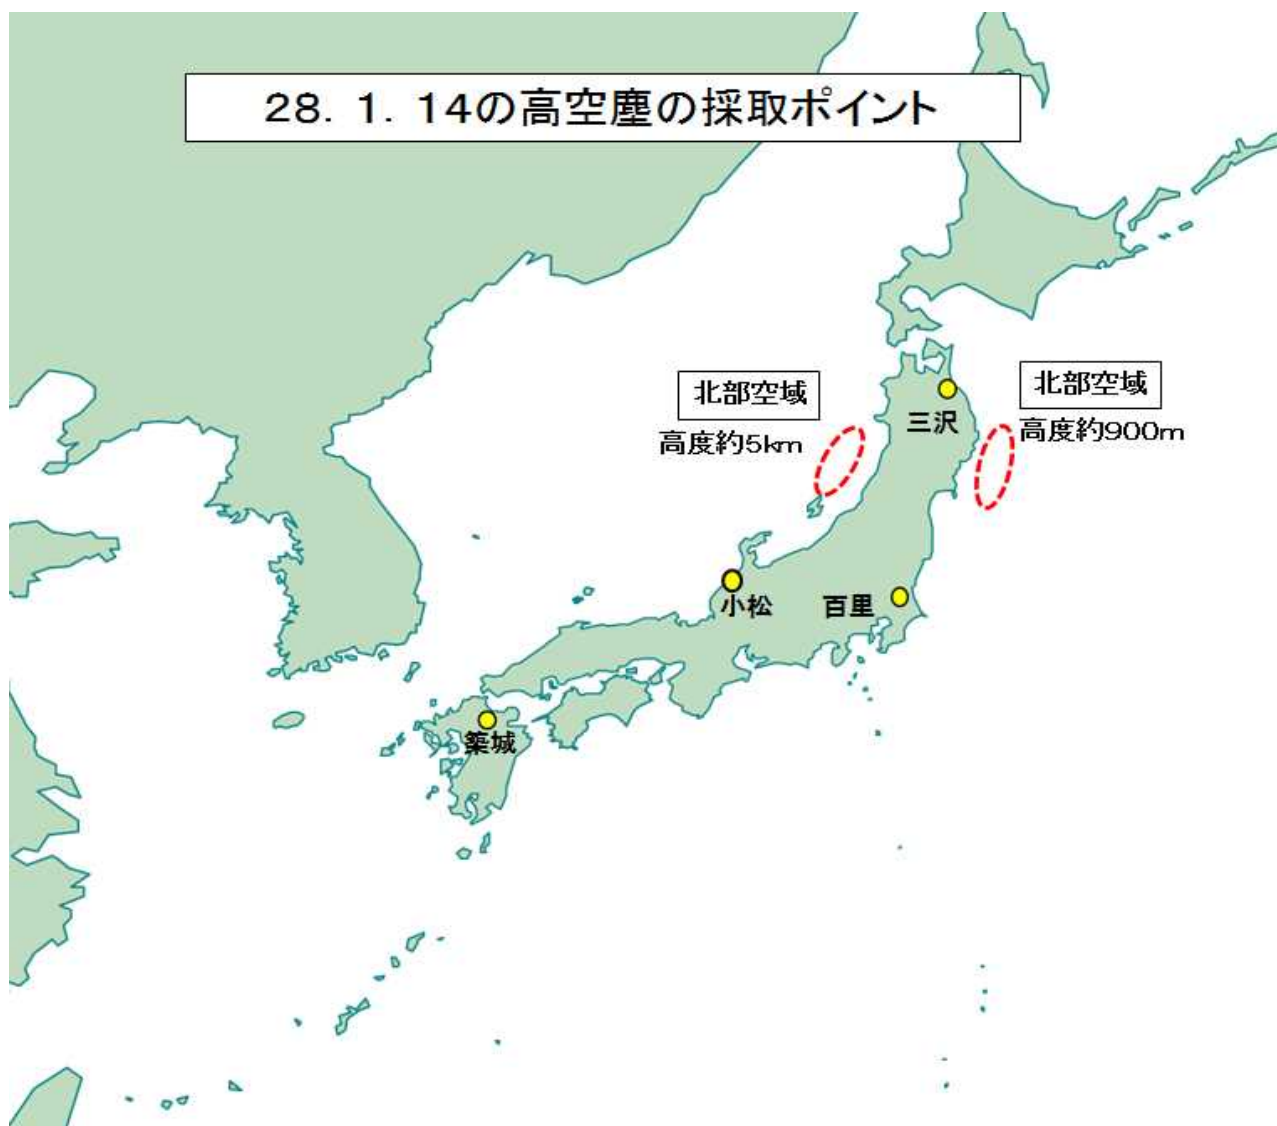 28. 1. 14の高空塵の採取ポイント
北部空域
高度約5km
北部空域
高度約900m
三沢
小松
百里
築城